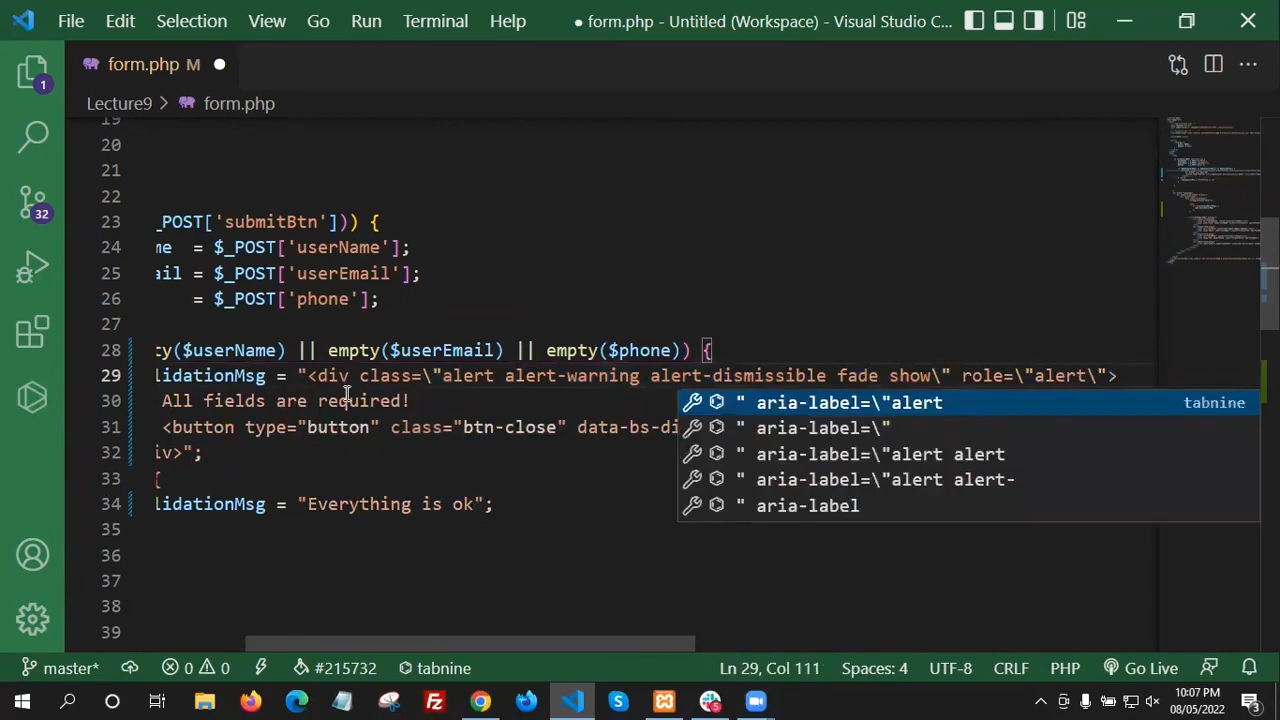 File Edit Selection View Go Run Terminal Help ● form.php - Untitled (Workspace) - Visual Studio C...
form.php M
Lecture9 > form.php
19
20
21
22
23 _POST['submitBtn'])) {
24 me = $_POST['userName'];
25 ail = $_POST['userEmail'];
26 = $_POST['phone'];
27
28 ty($userName) || empty($userEmail) || empty($phone)) {
29 lidationMsg = "<div class=\"alert alert-warning alert-dismissible fade show\" role=\"alert\">
30 All fields are required!
31 <button type="button" class="btn-close" data-bs-di
32 iv>";
33 {
34 lidationMsg = "Everything is ok";
35
36
37
38
39
" aria-label=\"alert tabnine
" aria-label=\"
" aria-label=\"alert alert
" aria-label=\"alert alert-
" aria-label
1
32
master* 0 0 #215732 tabnine Ln 29, Col 111 Spaces: 4 UTF-8 CRLF PHP Go Live
10:07 PM
08/05/2022
5
3